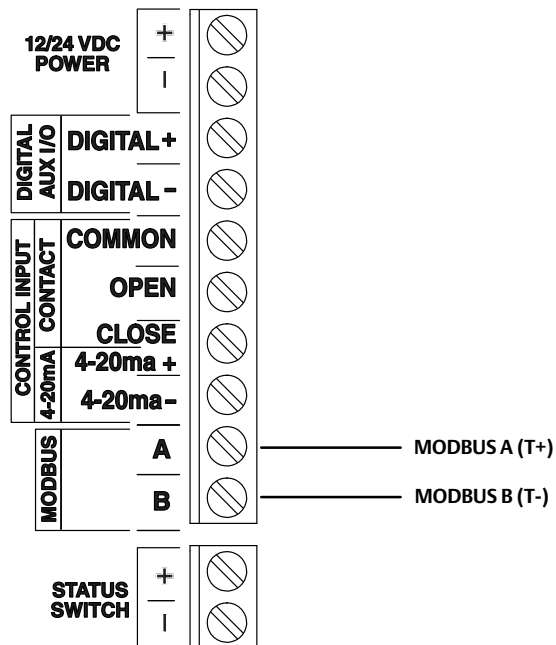 12/24 VDC
POWER
+
–
DIGITAL
AUX I/O
DIGITAL+
DIGITAL –
CONTROL INPUT
CONTACT
COMMON
OPEN
CLOSE
4-20mA
4-20ma +
4-20ma–
MODBUS
A
B
MODBUS A (T+)
MODBUS B (T-)
STATUS
SWITCH
+
–